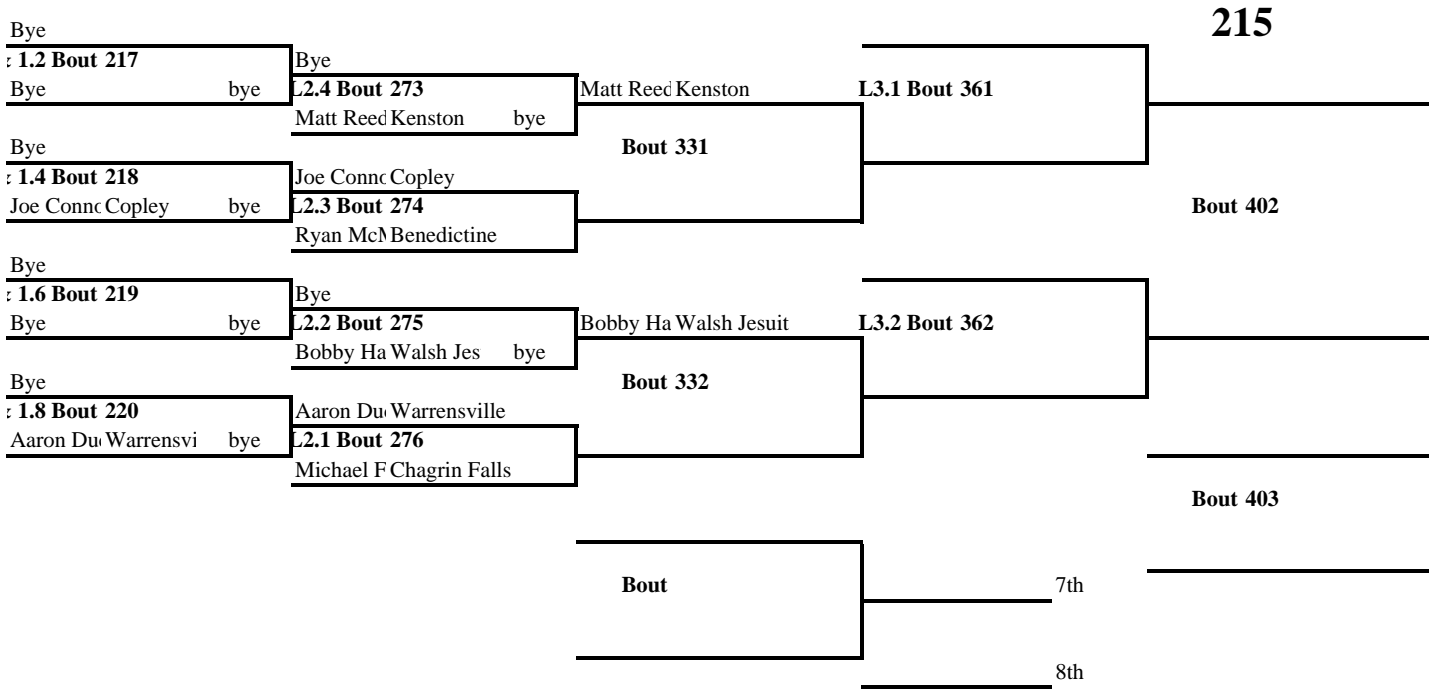 215
Bye
1.2 Bout 217
Bye bye
Bye
L2.4 Bout 273
Matt Reed Kenston bye
Matt Reed Kenston
L3.1 Bout 361
Bye
1.4 Bout 218
Joe Conno Copley bye
Joe Conno Copley
L2.3 Bout 274
Ryan McM Benedictine
Bout 331
Bout 402
Bye
1.6 Bout 219
Bye bye
Bye
L2.2 Bout 275
Bobby Ha Walsh Jes bye
Bobby Ha Walsh Jesuit
L3.2 Bout 362
Bye
1.8 Bout 220
Aaron Du Warrensvi bye
Aaron Du Warrensville
L2.1 Bout 276
Michael F Chagrin Falls
Bout 332
Bout 403
Bout
7th
8th